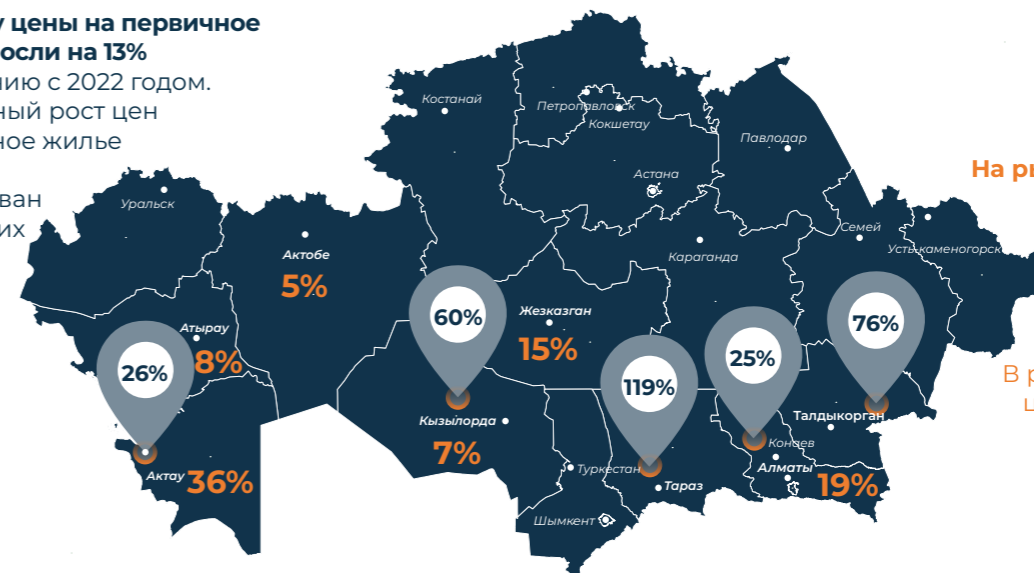 у цены на первичное
осли на 13%
нию с 2022 годом.
ный рост цен
ное жилье
ван
их
На р
В р
ц
Костанай
Петропавловск
Кокшетау
Павлодар
Астана
Уральск
Семей
Усть-каменогорск
Актобе
5%
Караганда
60%
Жезказган
15%
76%
Атырау
8%
26%
119%
25%
Талдыкорган
Кызылорда
7%
Конаев
Алматы
19%
Актау
36%
Туркестан
Тараз
Шымкент